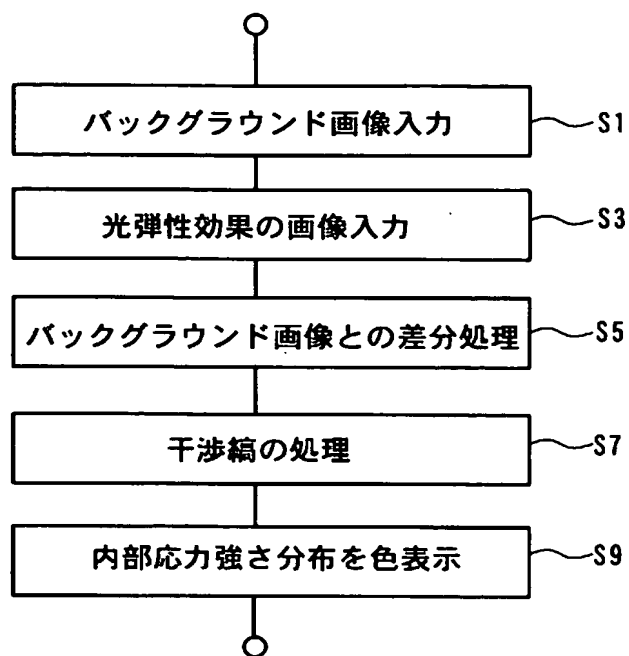 バックグラウンド画像入力 S1
光弾性効果の画像入力 S3
バックグラウンド画像との差分処理 S5
干渉縞の処理 S7
内部応力強さ分布を色表示 S9